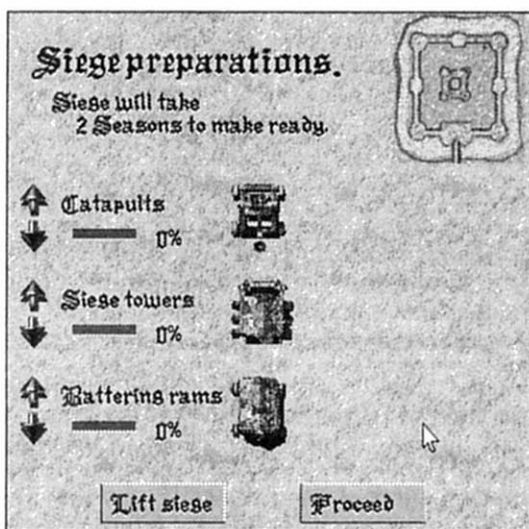 Siege preparations.
Siege will take
2 Seasons to make ready.
Catapults
0%
Siege towers
0%
Battering rams
0%
Lift siege
Proceed